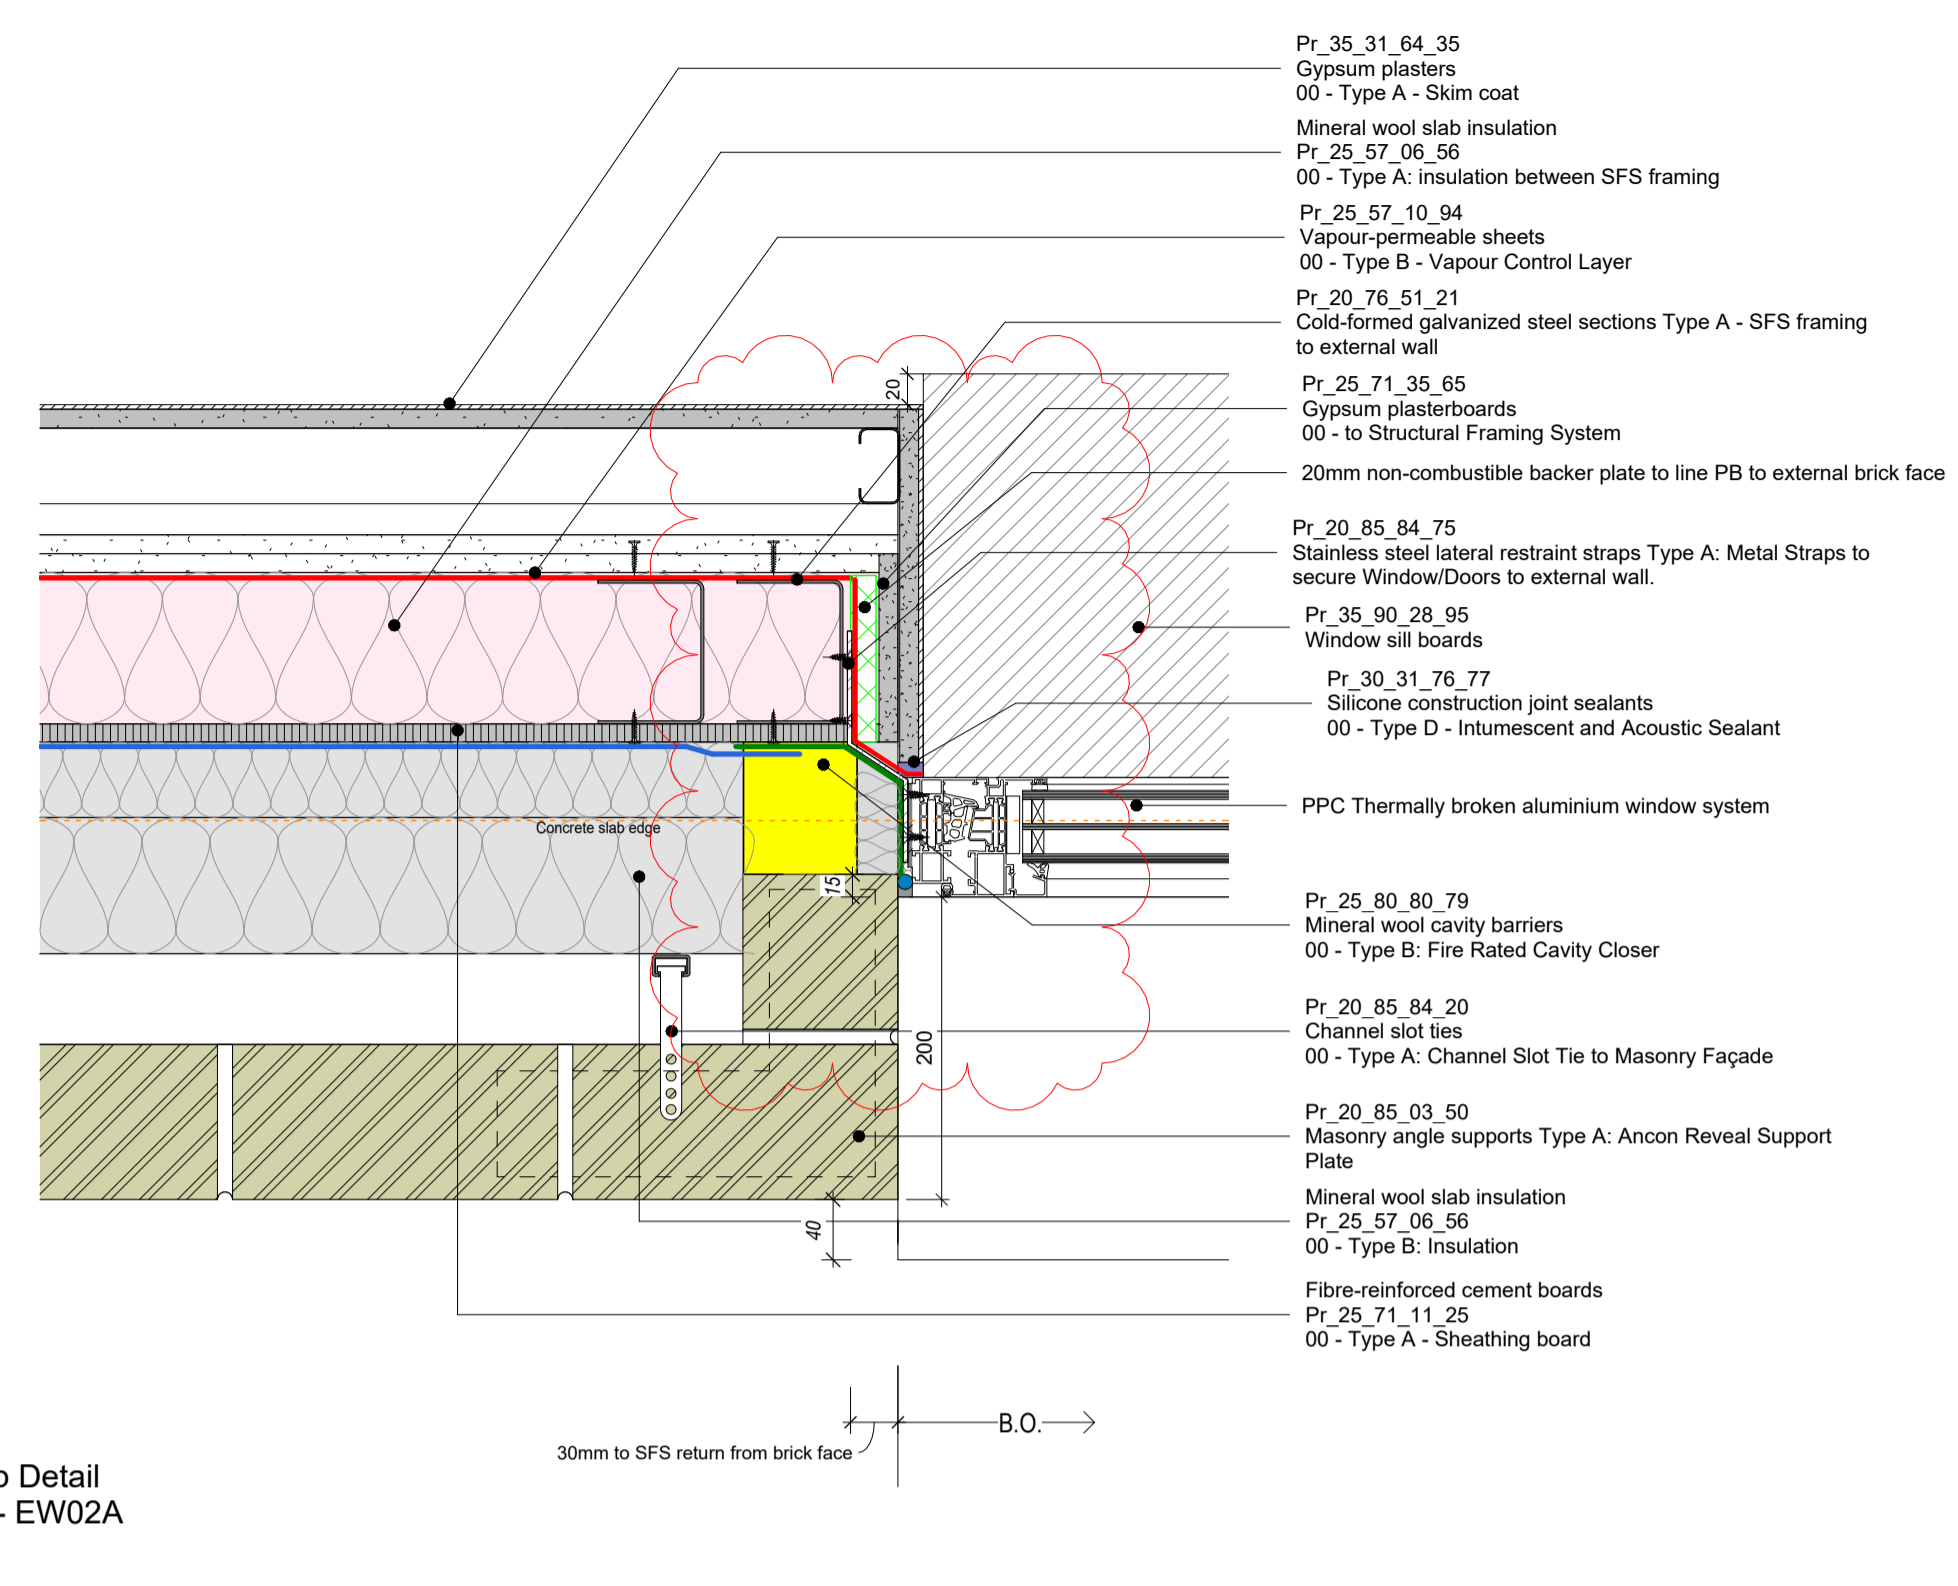 Pr_35_31_64_35
Gypsum plasters
00 - Type A - Skim coat
Mineral wool slab insulation
Pr_25_57_06_56
00 - Type A: insulation between SFS framing
Pr_25_57_10_94
Vapour-permeable sheets
00 - Type B - Vapour Control Layer
Pr_20_76_51_21
Cold-formed galvanized steel sections Type A - SFS framing
to external wall
20
Pr_25_71_35_65
Gypsum plasterboards
00 - to Structural Framing System
20mm non-combustible backer plate to line PB to external brick face
Pr_20_85_84_75
Stainless steel lateral restraint straps Type A: Metal Straps to
secure Window/Doors to external wall.
Pr_35_90_28_95
Window sill boards
Pr_30_31_76_77
Silicone construction joint sealants
00 - Type D - Intumescent and Acoustic Sealant
PPC Thermally broken aluminium window system
Concrete slab edge
15
Pr_25_80_80_79
Mineral wool cavity barriers
00 - Type B: Fire Rated Cavity Closer
Pr_20_85_84_20
Channel slot ties
00 - Type A: Channel Slot Tie to Masonry Façade
200
Pr_20_85_03_50
Masonry angle supports Type A: Ancon Reveal Support
Plate
Mineral wool slab insulation
Pr_25_57_06_56
00 - Type B: Insulation
40
Fibre-reinforced cement boards
Pr_25_71_11_25
00 - Type A - Sheathing board
B.O.
30mm to SFS return from brick face
Detail
- EW02A